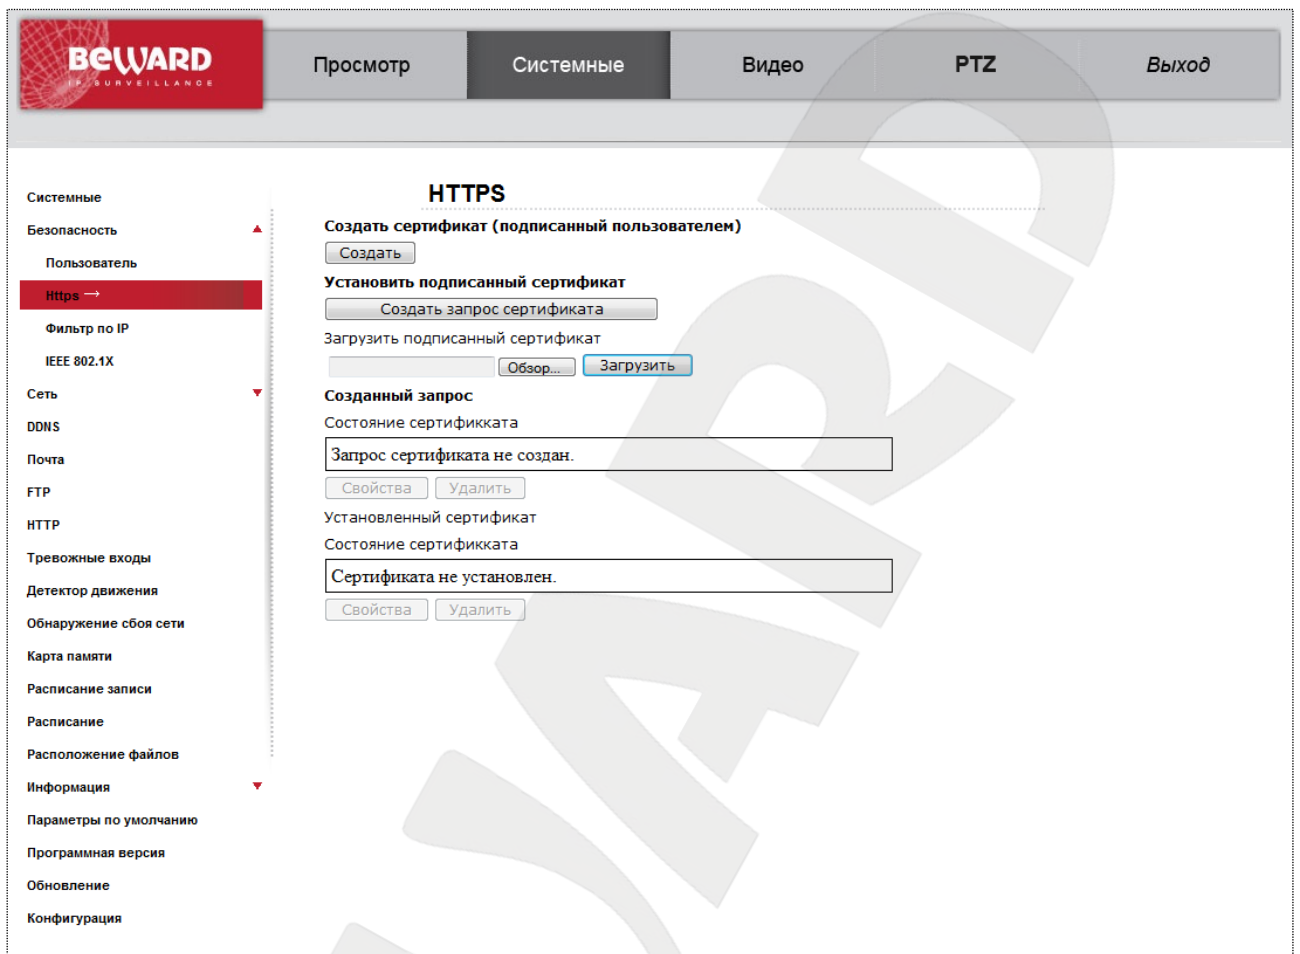 BEWARD
IP SURVEILLANCE
Просмотр Системные Видео PTZ Выход
Системные
Безопасность
Пользователь
Https →
Фильтр по IP
IEEE 802.1X
Сеть
DDNS
Почта
FTP
HTTP
Тревожные входы
Детектор движения
Обнаружение сбоя сети
Карта памяти
Расписание записи
Расписание
Расположение файлов
Информация
Параметры по умолчанию
Программная версия
Обновление
Конфигурация
HTTPS
Создать сертификат (подписанный пользователем)
Создать
Установить подписанный сертификат
Создать запрос сертификата
Загрузить подписанный сертификат
Обзор... Загрузить
Созданный запрос
Состояние сертификката
Запрос сертификата не создан.
Свойства Удалить
Установленный сертификат
Состояние сертификката
Сертификата не установлен.
Свойства Удалить